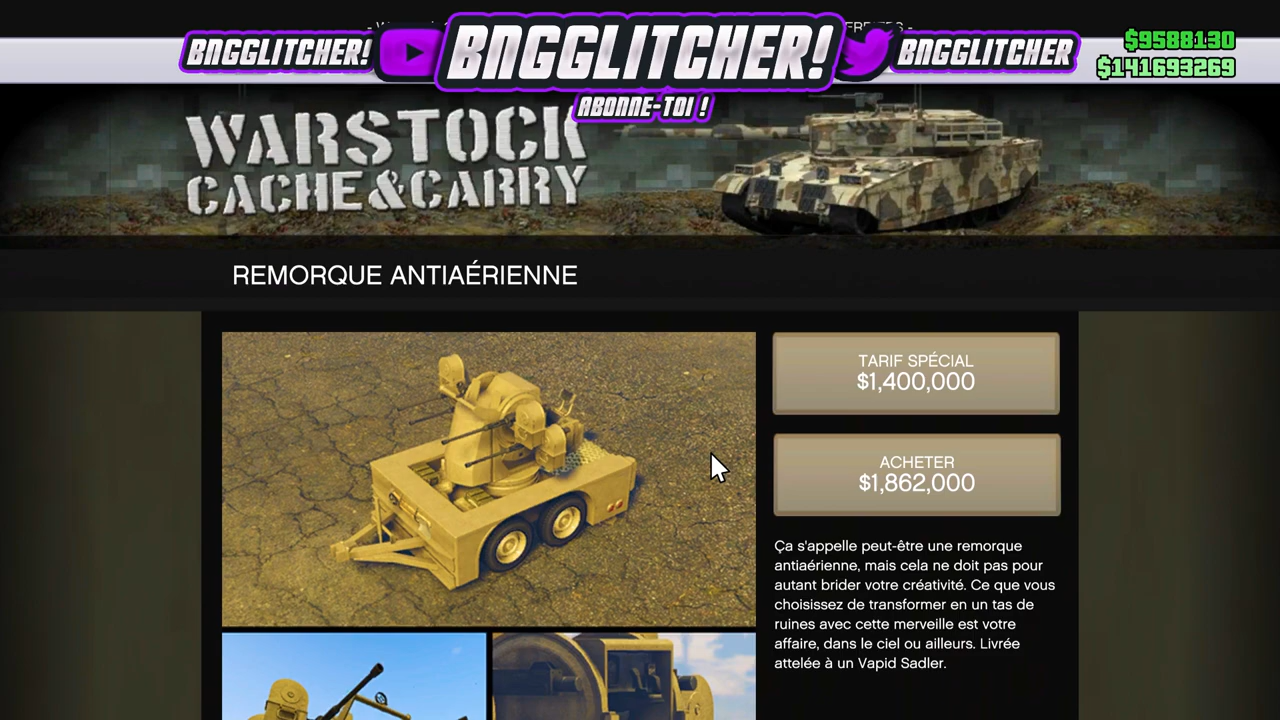 BNGGLITCHER!
BNGGLITCHER!
BNGGLITCHER
ABONNE-TOI !
$9588130
$141693269
WARSTOCK
CACHE&CARRY
REMORQUE ANTIAÉRIENNE
TARIF SPÉCIAL
$1,400,000
ACHETER
$1,862,000
Ça s'appelle peut-être une remorque
antiaérienne, mais cela ne doit pas pour
autant brider votre créativité. Ce que vous
choisissez de transformer en un tas de
ruines avec cette merveille est votre
affaire, dans le ciel ou ailleurs. Livrée
attelée à un Vapid Sadler.